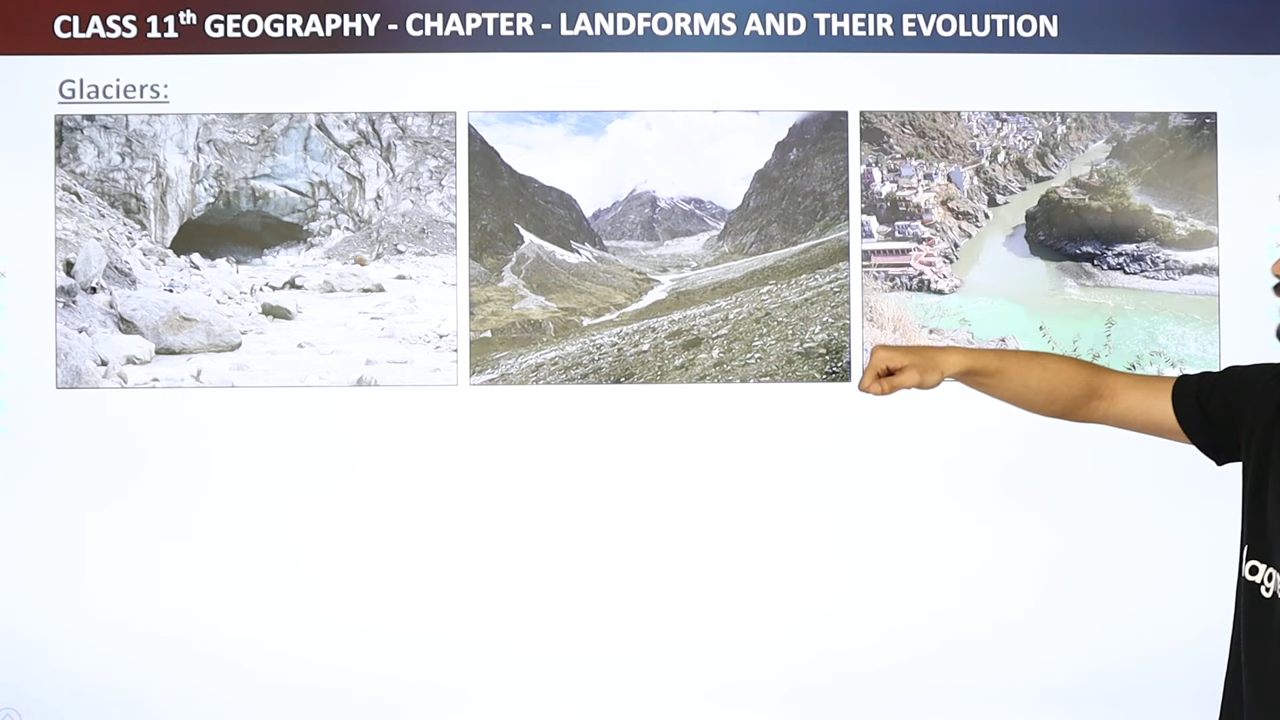 CLASS 11th GEOGRAPHY - CHAPTER - LANDFORMS AND THEIR EVOLUTION
Glaciers: